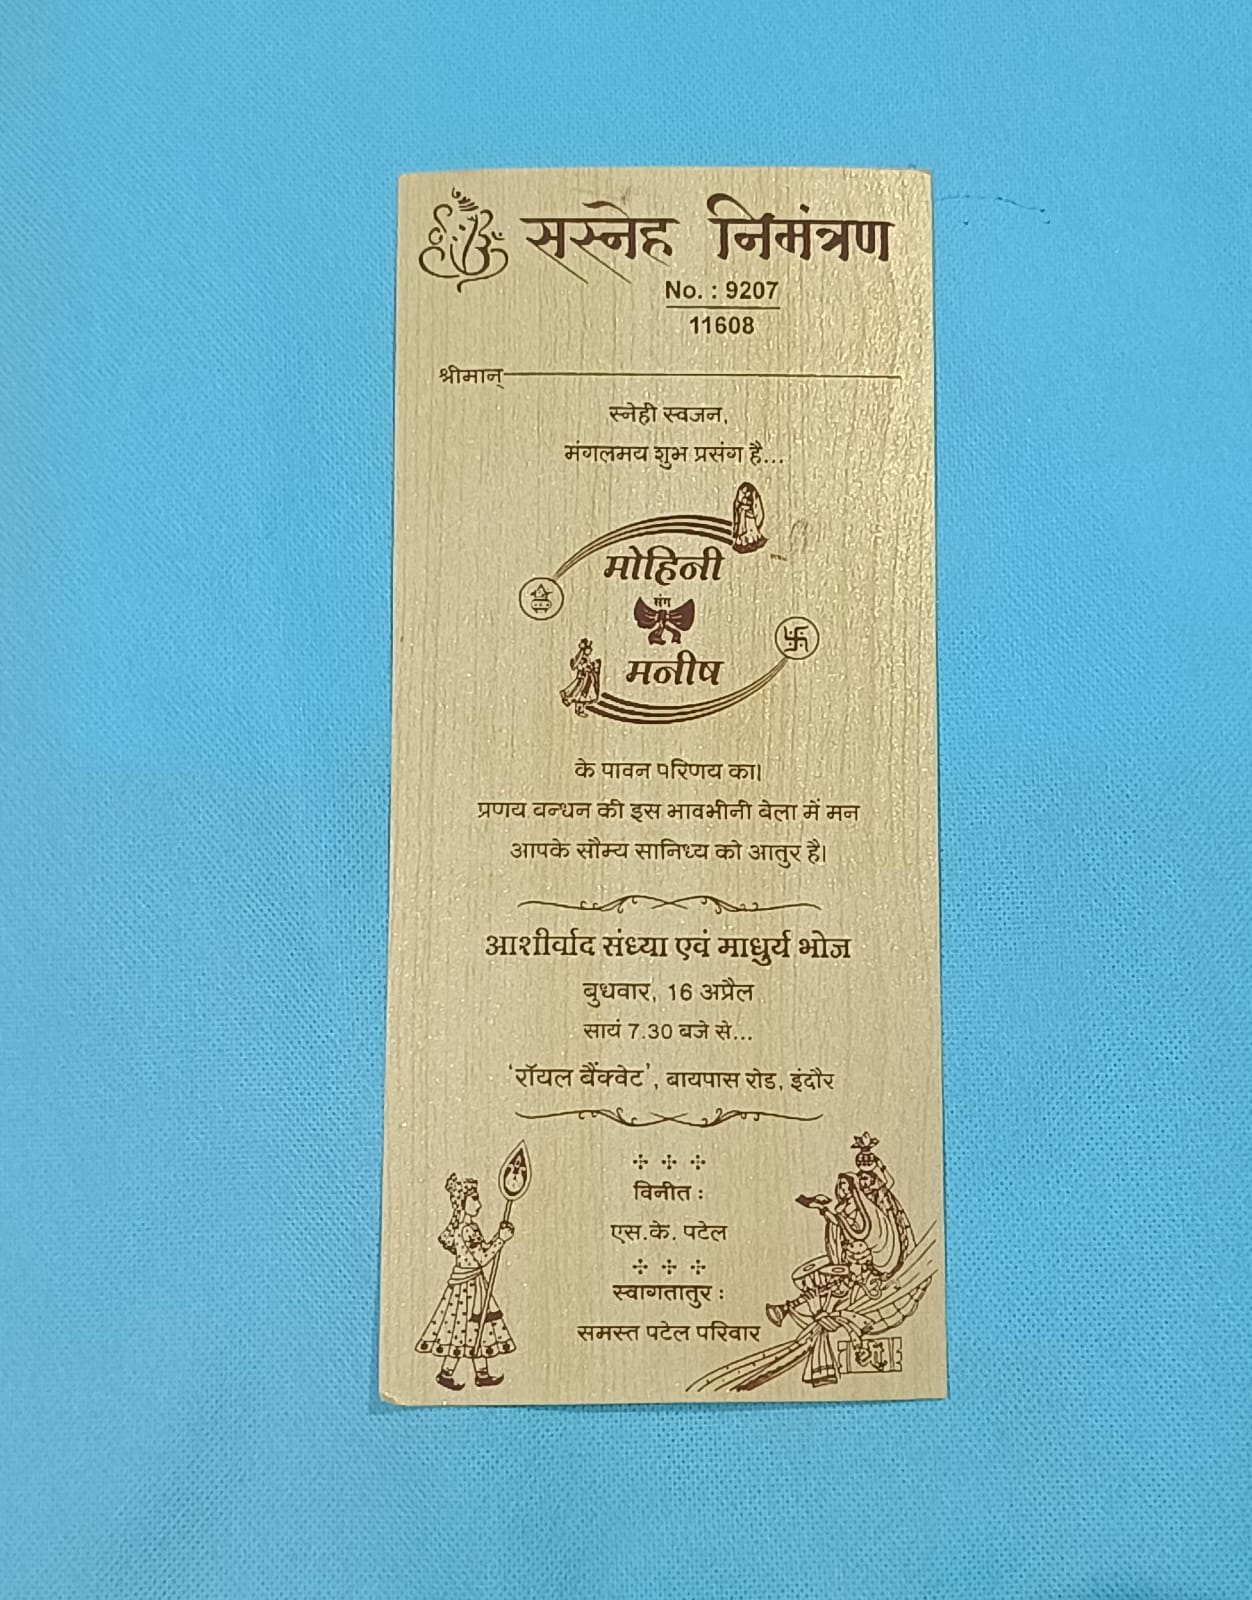 सस्नेह निमंत्रण
No. : 9207
11608
श्रीमान्
स्नेही स्वजन,
मंगलमय शुभ प्रसंग है...
मोहिनी
संग
मनीष
के पावन परिणय का।
प्रणय बन्धन की इस भावभीनी बेला में मन
आपके सौम्य सानिध्य को आतुर है।
आशीर्वाद संध्या एवं माधुर्य भोज
बुधवार, 16 अप्रैल
सायं 7.30 बजे से...
'रॉयल बैंक्वेट', बायपास रोड, इंदौर
विनीत :
एस.के. पटेल
स्वागतातुर :
समस्त पटेल परिवार